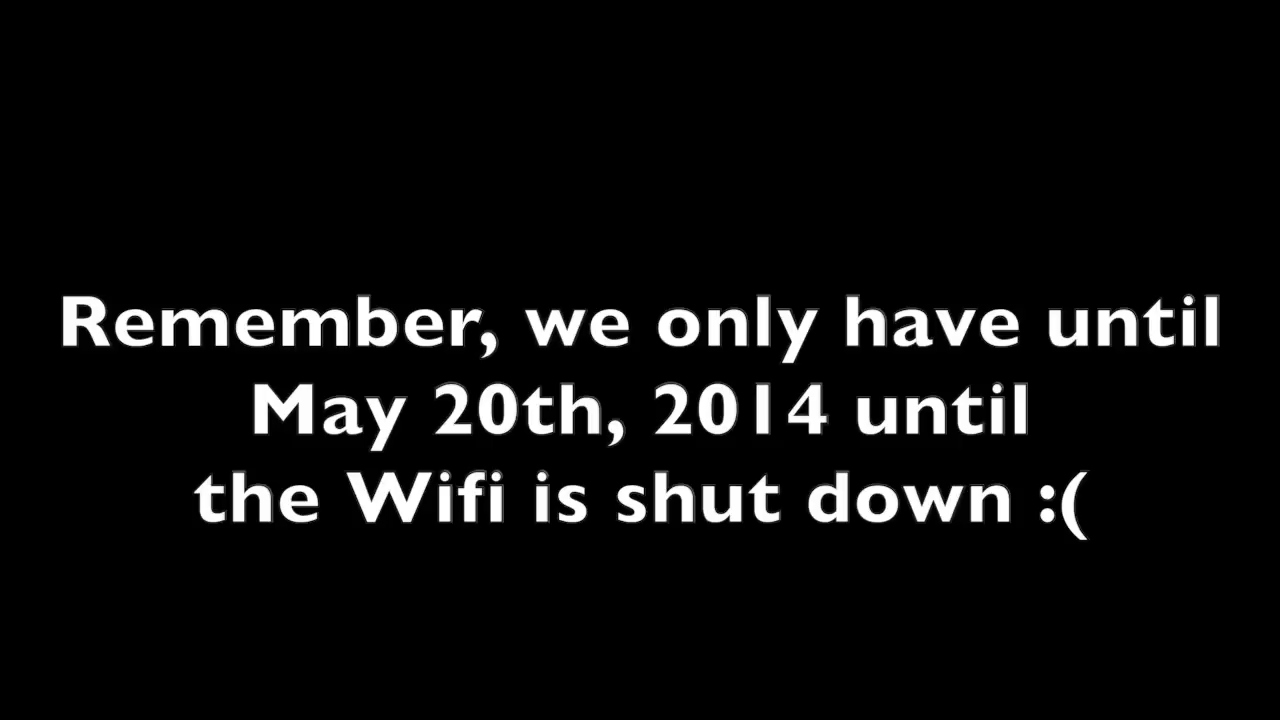 Remember, we only have until
May 20th, 2014 until
the Wifi is shut down :(